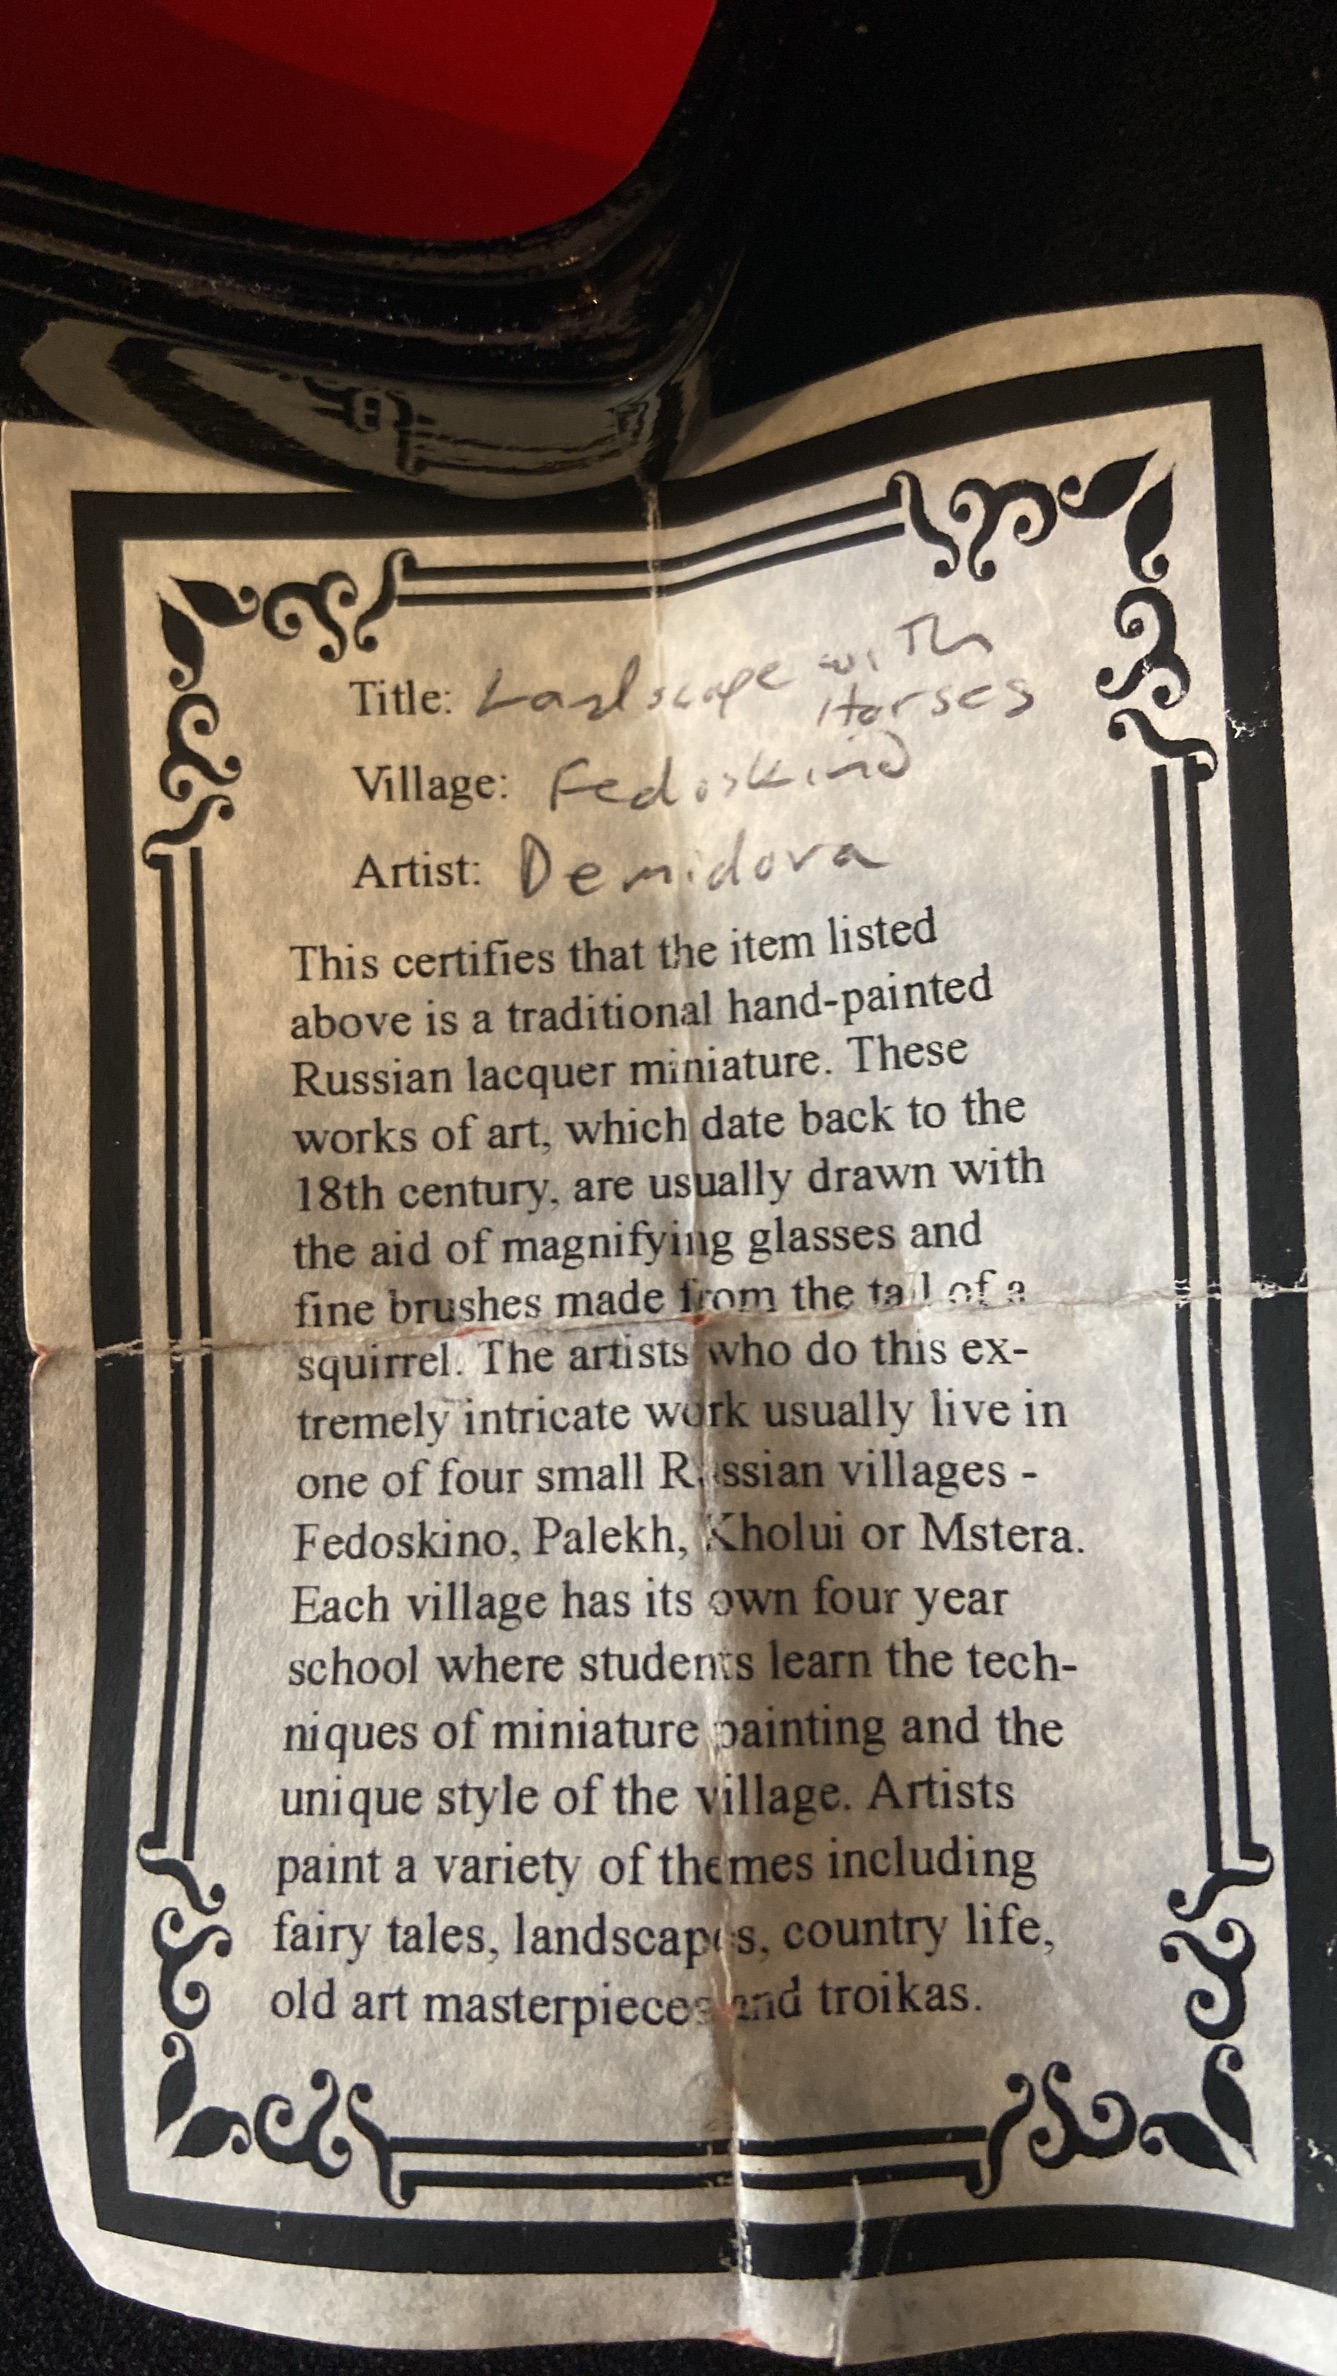 Title: Landscape with
Horses
Village: Fedoskino
Artist: Demidova
This certifies that the item listed
above is a traditional hand-painted
Russian lacquer miniature. These
works of art, which date back to the
18th century, are usually drawn with
the aid of magnifying glasses and
fine brushes made from the tail of a
squirrel. The artists who do this ex-
tremely intricate work usually live in
one of four small Russian villages -
Fedoskino, Palekh, Kholui or Mstera.
Each village has its own four year
school where students learn the tech-
niques of miniature painting and the
unique style of the village. Artists
paint a variety of themes including
fairy tales, landscapes, country life,
old art masterpieces and troikas.